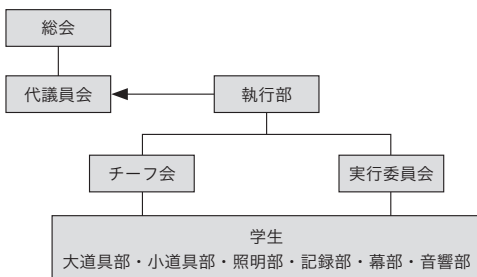 総会
代議員会
執行部
チーフ会
実行委員会
学生
大道具部・小道具部・照明部・記録部・幕部・音響部